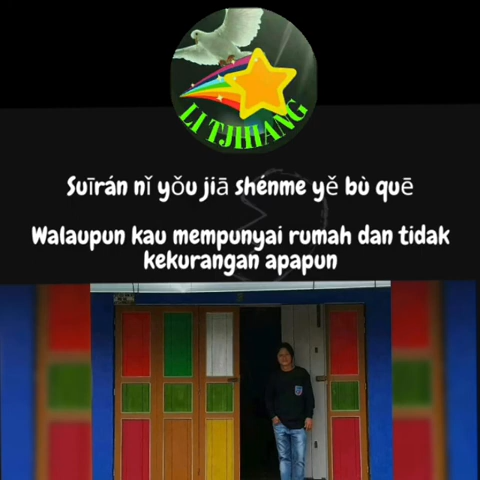 LI TJHIANG
Suīrán nǐ yǒu jiā shénme yě bù quē
Walaupun kau mempunyai rumah dan tidak
kekurangan apapun